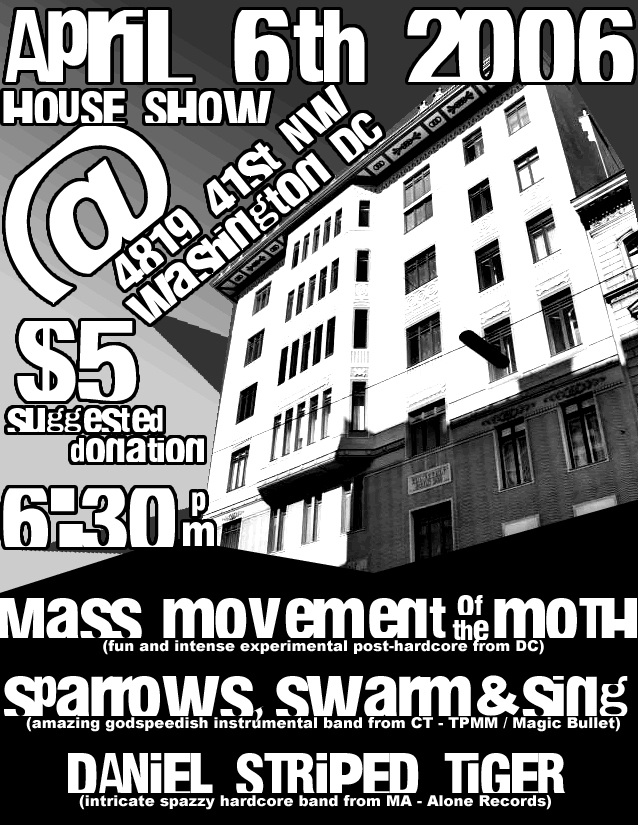 April 6th 2006
HOUSE SHOW
@
4819 41st NW
Washington DC
$5
suggested
donation
6:30 pm
Mass movement of the moth
(fun and intense experimental post-hardcore from DC)
sparrows, swarm & sing
(amazing godspeedish instrumental band from CT - TPMM / Magic Bullet)
DANiEL STRiPED TiGER
(intricate spazzy hardcore band from MA - Alone Records)